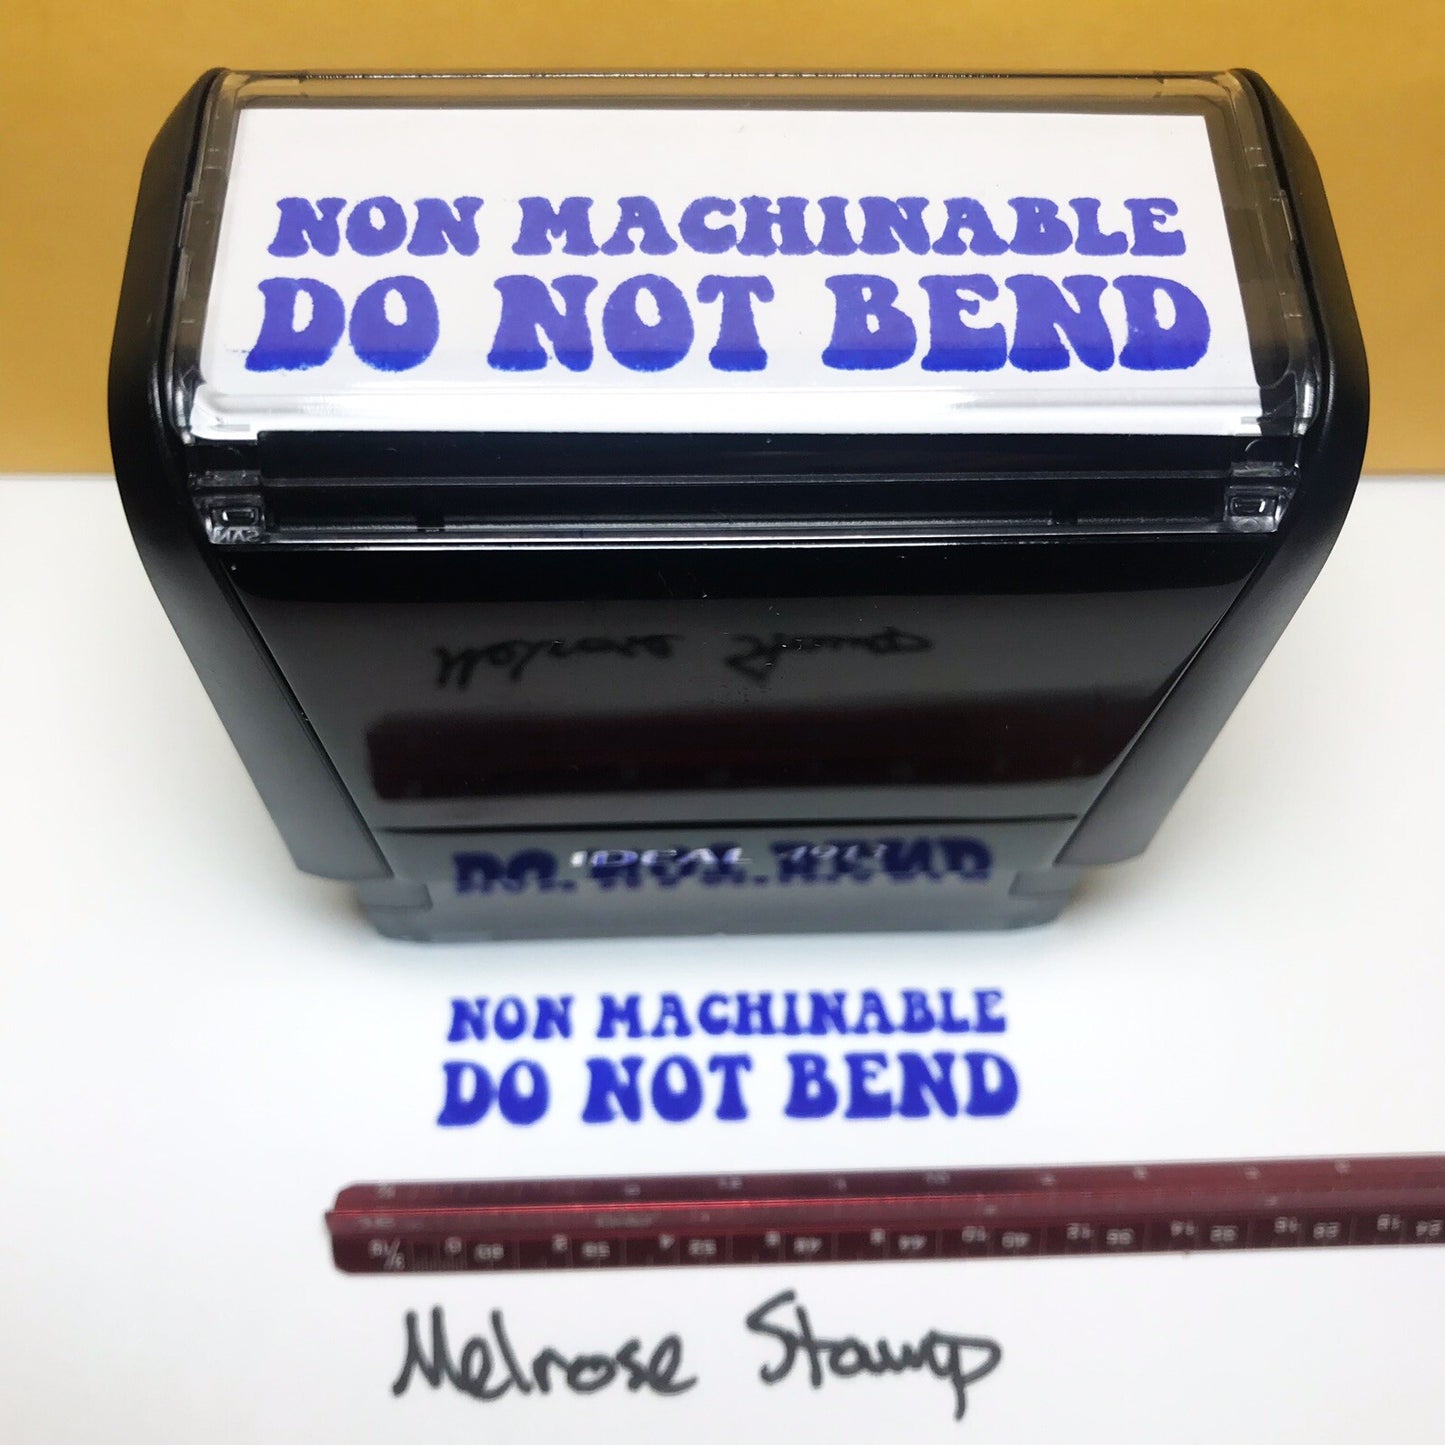 NON MACHINABLE
DO NOT BEND
IDEAL
NON MACHINABLE
DO NOT BEND
Melrose Stamp